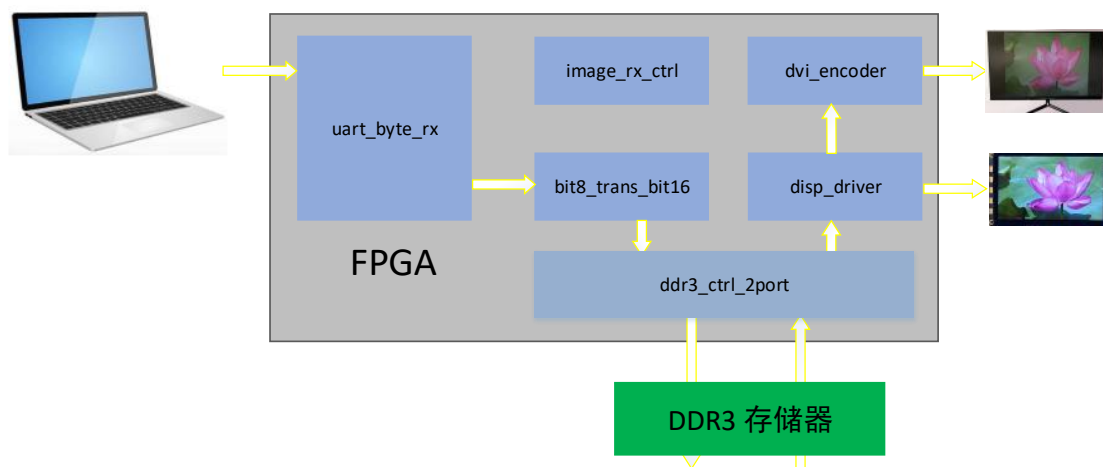 image_rx_ctrl
dvi_encoder
uart_byte_rx
bit8_trans_bit16
disp_driver
FPGA
ddr3_ctrl_2port
DDR3 存储器